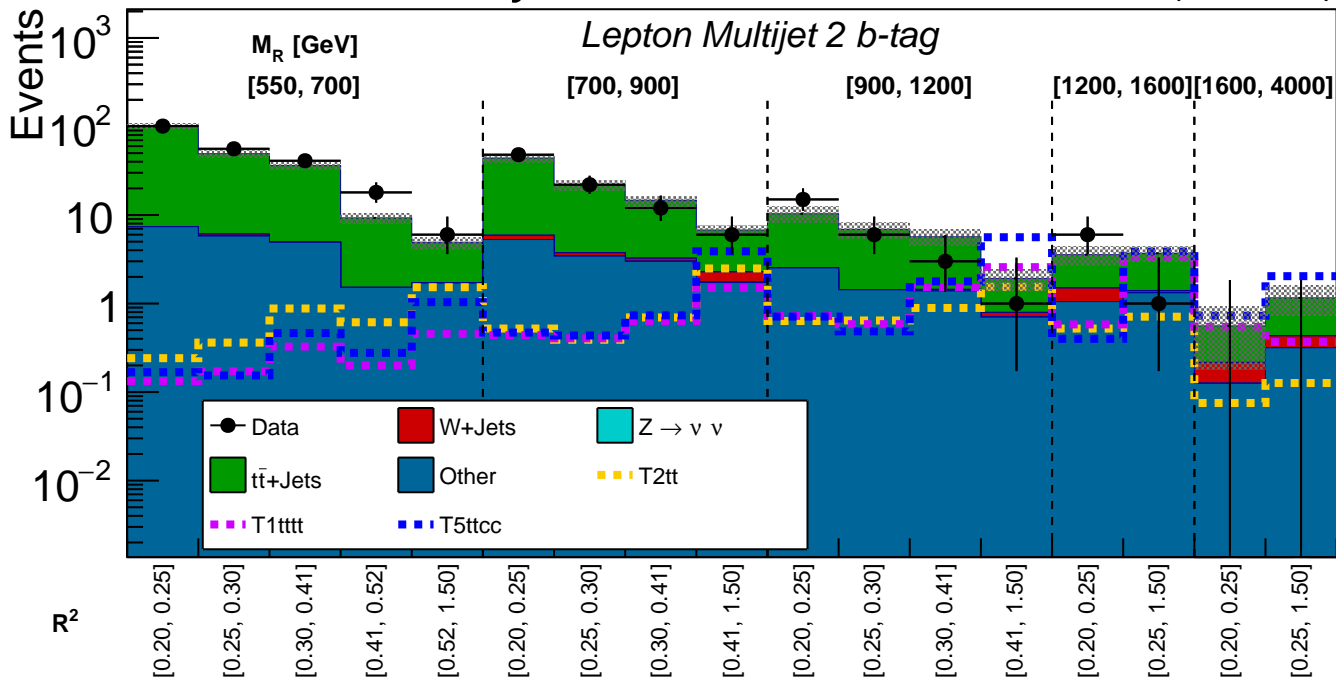 Lepton Multijet 2 b-tag
Events
M_R [GeV]
[550, 700] [700, 900] [900, 1200] [1200, 1600] [1600, 4000]
10^3
10^2
10
1
10^−1
10^−2
Data W+Jets Z → ν ν
tt̄+Jets Other T2tt
T1tttt T5ttcc
R^2
[0.20, 0.25]
[0.25, 0.30]
[0.30, 0.41]
[0.41, 0.52]
[0.52, 1.50]
[0.20, 0.25]
[0.25, 0.30]
[0.30, 0.41]
[0.41, 1.50]
[0.20, 0.25]
[0.25, 0.30]
[0.30, 0.41]
[0.41, 1.50]
[0.20, 0.25]
[0.25, 1.50]
[0.20, 0.25]
[0.25, 1.50]